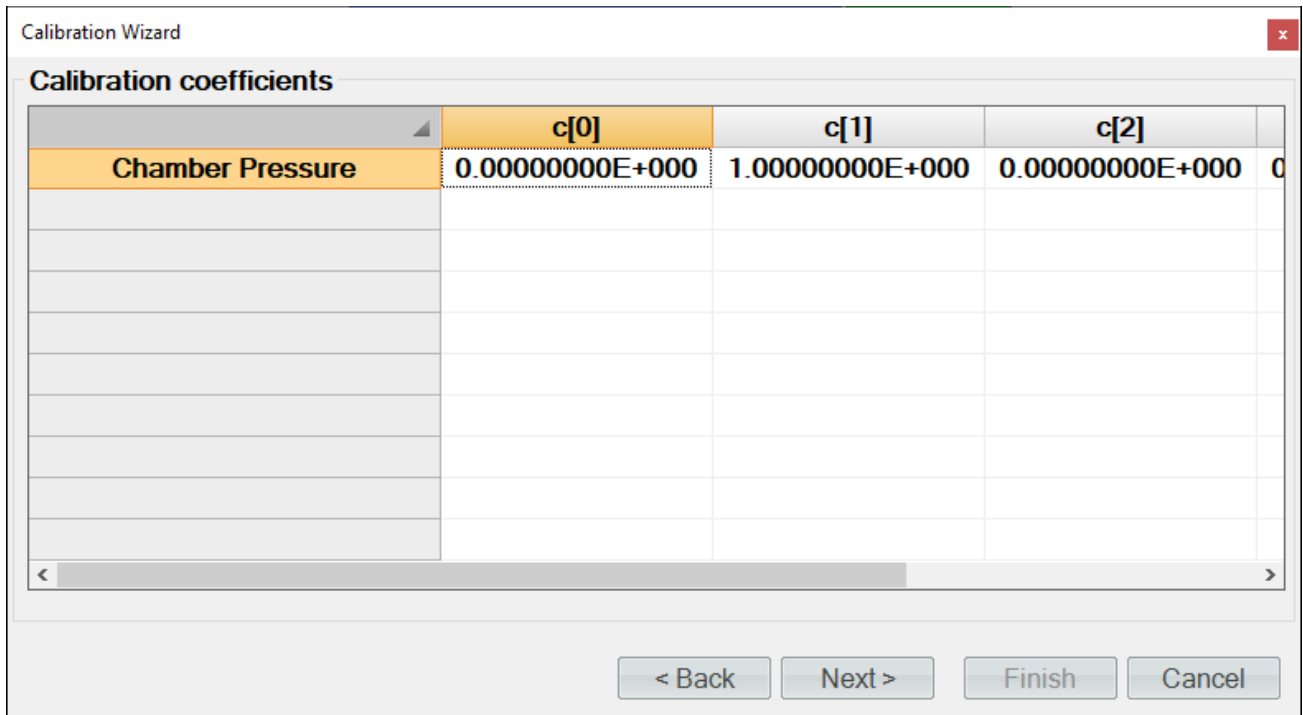 Calibration Wizard
x
Calibration coefficients
c[0] c[1] c[2]
Chamber Pressure 0.00000000E+000 1.00000000E+000 0.00000000E+000 0
< Back Next > Finish Cancel